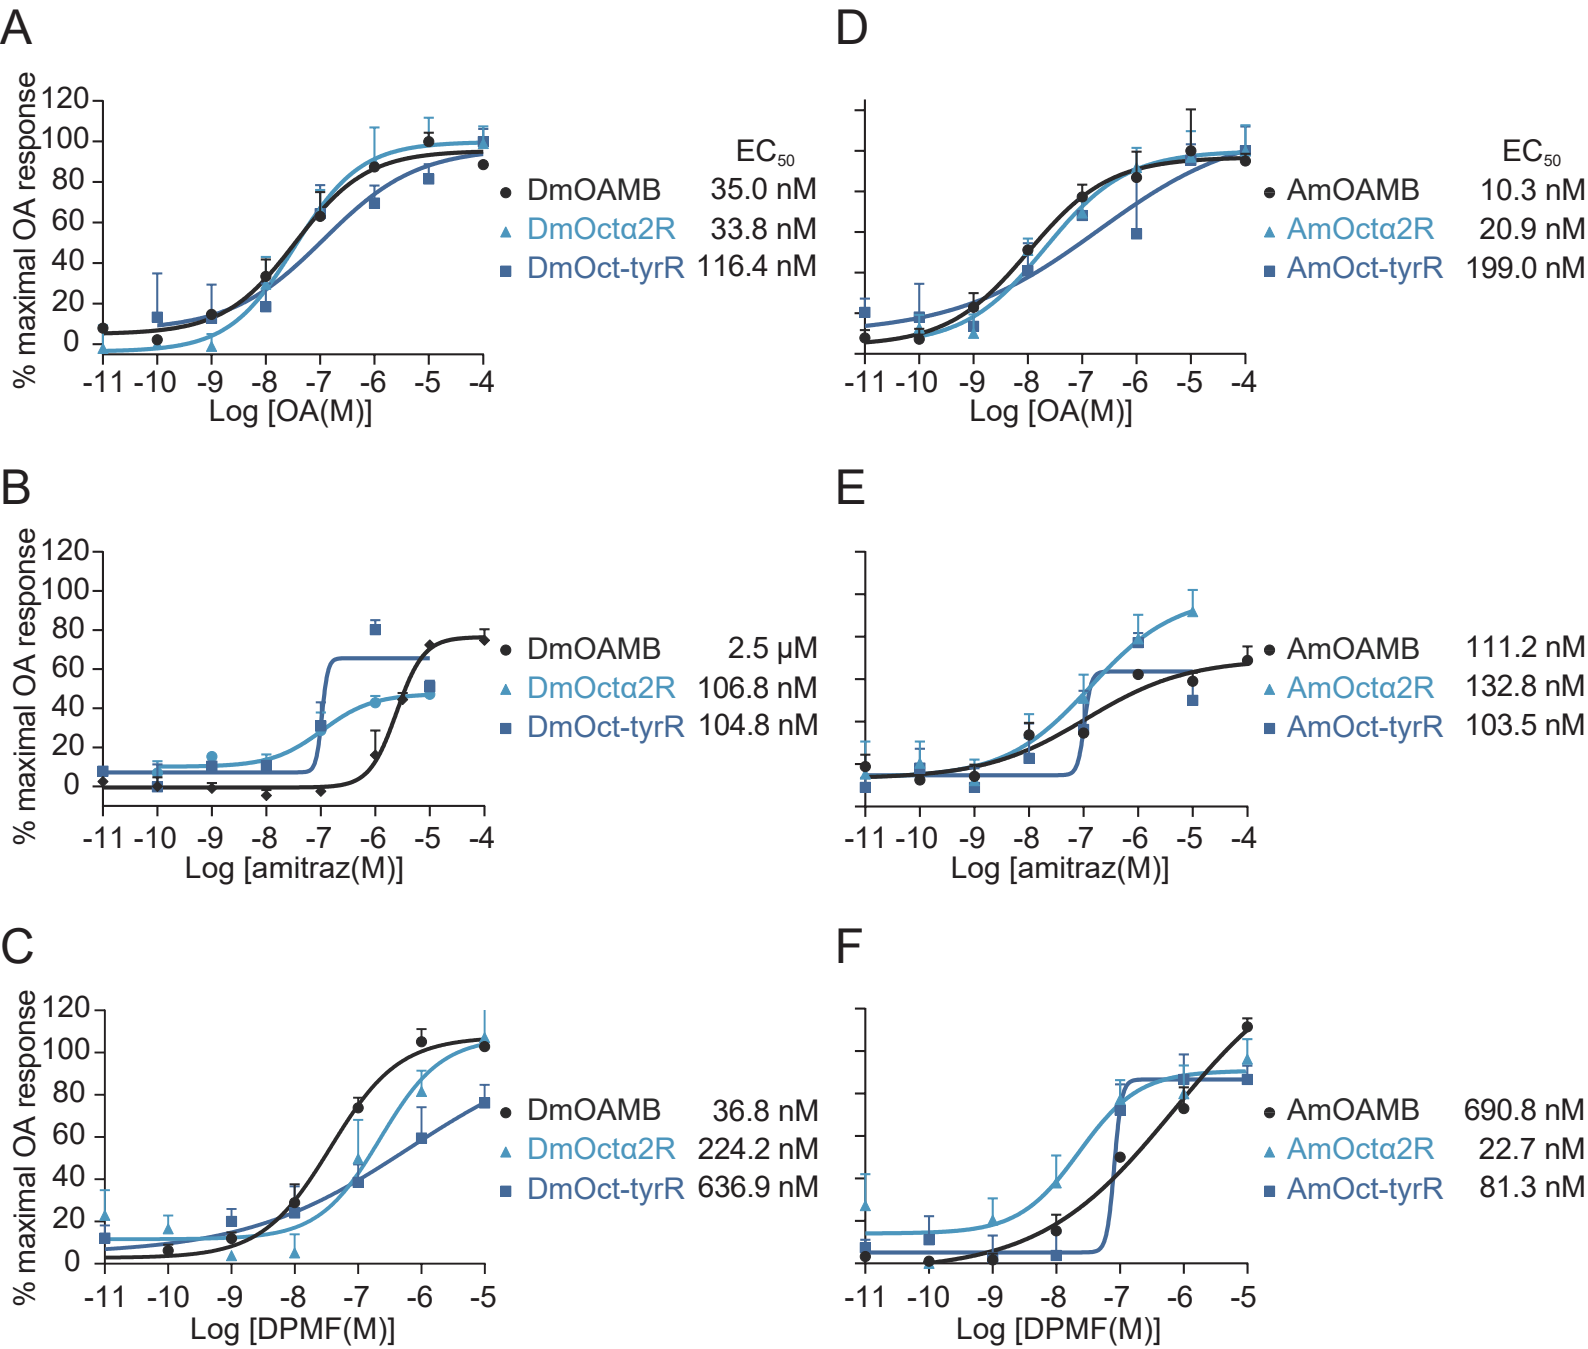 A
% maximal OA response
120
100
80
60
40
20
0
-11 -10 -9 -8 -7 -6 -5 -4
Log [OA(M)]
EC50
DmOAMB 35.0 nM
DmOctα2R 33.8 nM
DmOct-tyrR 116.4 nM
D
-11 -10 -9 -8 -7 -6 -5 -4
Log [OA(M)]
EC50
AmOAMB 10.3 nM
AmOctα2R 20.9 nM
AmOct-tyrR 199.0 nM
B
% maximal OA response
120
100
80
60
40
20
0
-11 -10 -9 -8 -7 -6 -5 -4
Log [amitraz(M)]
DmOAMB 2.5 µM
DmOctα2R 106.8 nM
DmOct-tyrR 104.8 nM
E
-11 -10 -9 -8 -7 -6 -5 -4
Log [amitraz(M)]
AmOAMB 111.2 nM
AmOctα2R 132.8 nM
AmOct-tyrR 103.5 nM
C
% maximal OA response
120
100
80
60
40
20
0
-11 -10 -9 -8 -7 -6 -5
Log [DPMF(M)]
DmOAMB 36.8 nM
DmOctα2R 224.2 nM
DmOct-tyrR 636.9 nM
F
-11 -10 -9 -8 -7 -6 -5
Log [DPMF(M)]
AmOAMB 690.8 nM
AmOctα2R 22.7 nM
AmOct-tyrR 81.3 nM